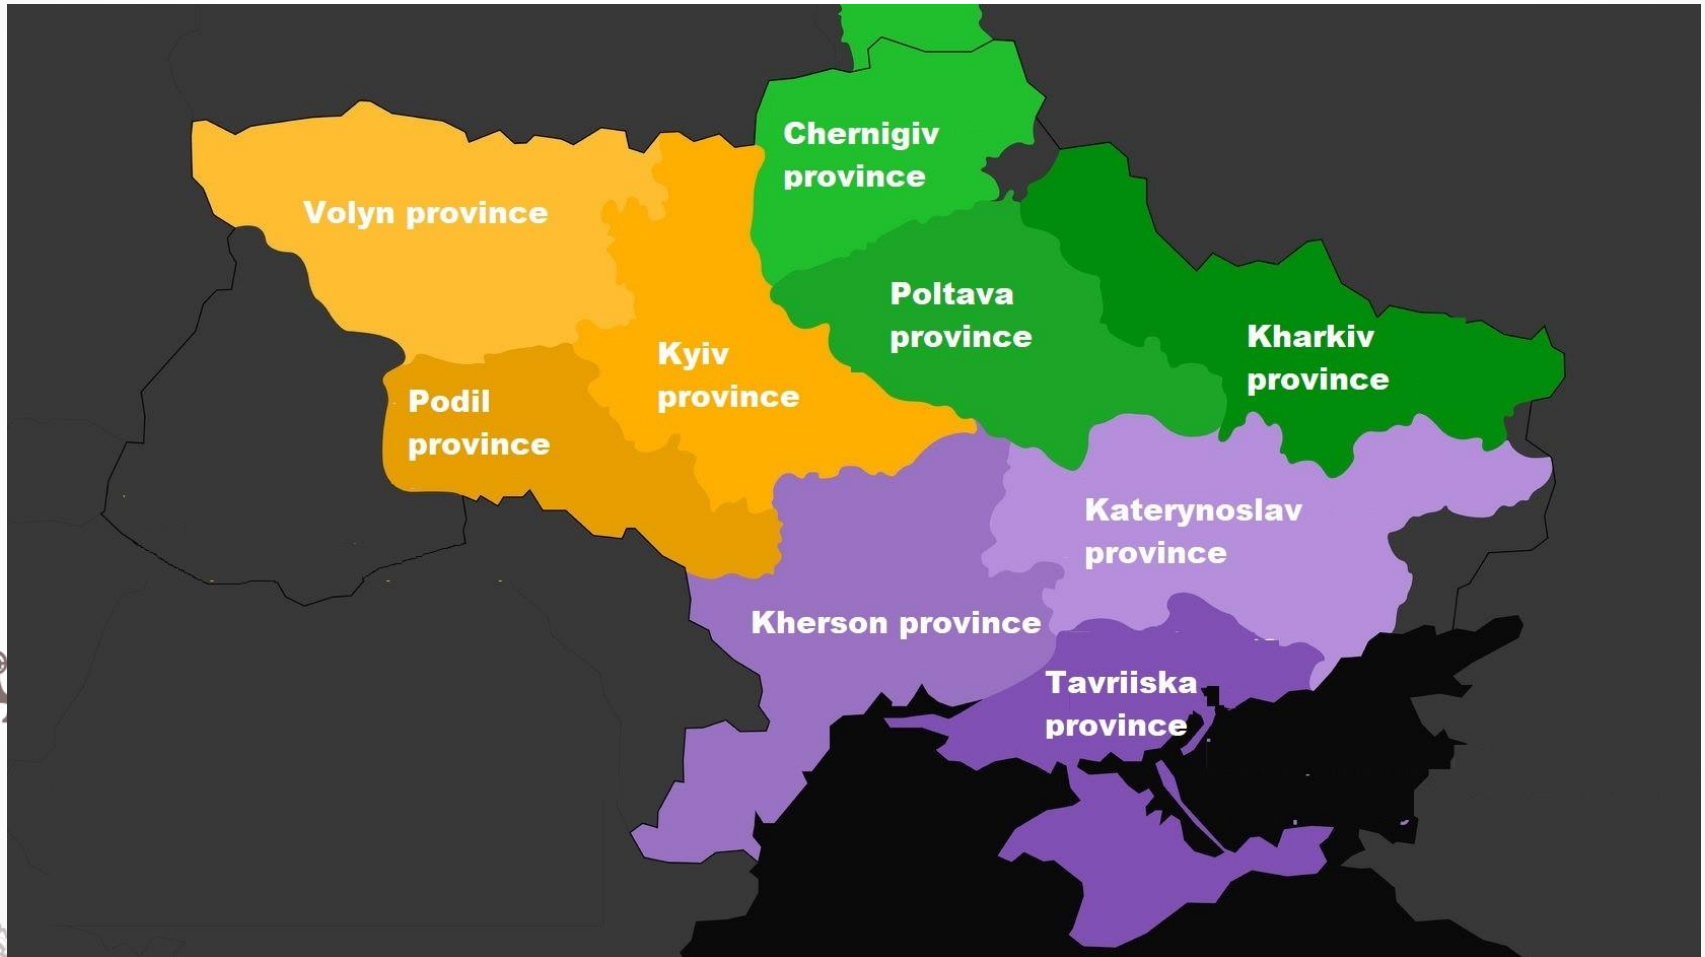 Chernigiv
province
Volyn province
Poltava
province
Kharkiv
province
Kyiv
province
Podil
province
Katerynoslav
province
Kherson province
Tavriiska
province